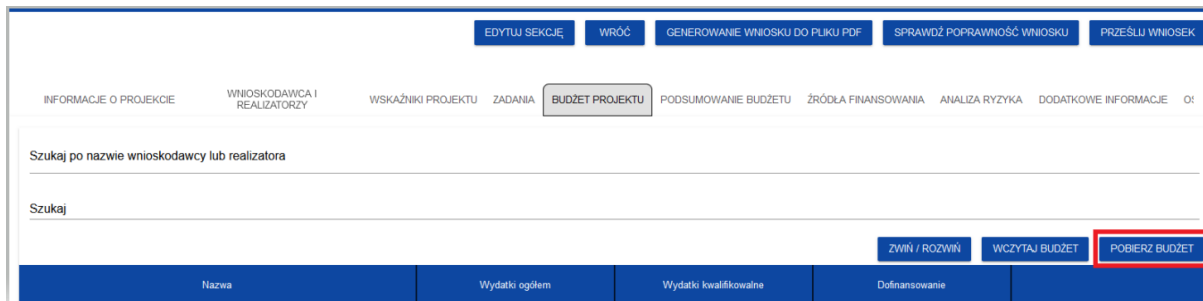 EDYTUJ SEKCJĘ WRÓĆ GENEROWANIE WNIOSKU DO PLIKU PDF SPRAWDŹ POPRAWNOŚĆ WNIOSKU PRZEŚLIJ WNIOSEK
INFORMACJE O PROJEKCIE WNIOSKODAWCA I REALIZATORZY WSKAŹNIKI PROJEKTU ZADANIA BUDŻET PROJEKTU PODSUMOWANIE BUDŻETU ŹRÓDŁA FINANSOWANIA ANALIZA RYZYKA DODATKOWE INFORMACJE
Szukaj po nazwie wnioskodawcy lub realizatora
Szukaj
ZWIŃ / ROZWIŃ WCZYTAJ BUDŻET POBIERZ BUDŻET
Nazwa Wydatki ogółem Wydatki kwalifikowalne Dofinansowanie